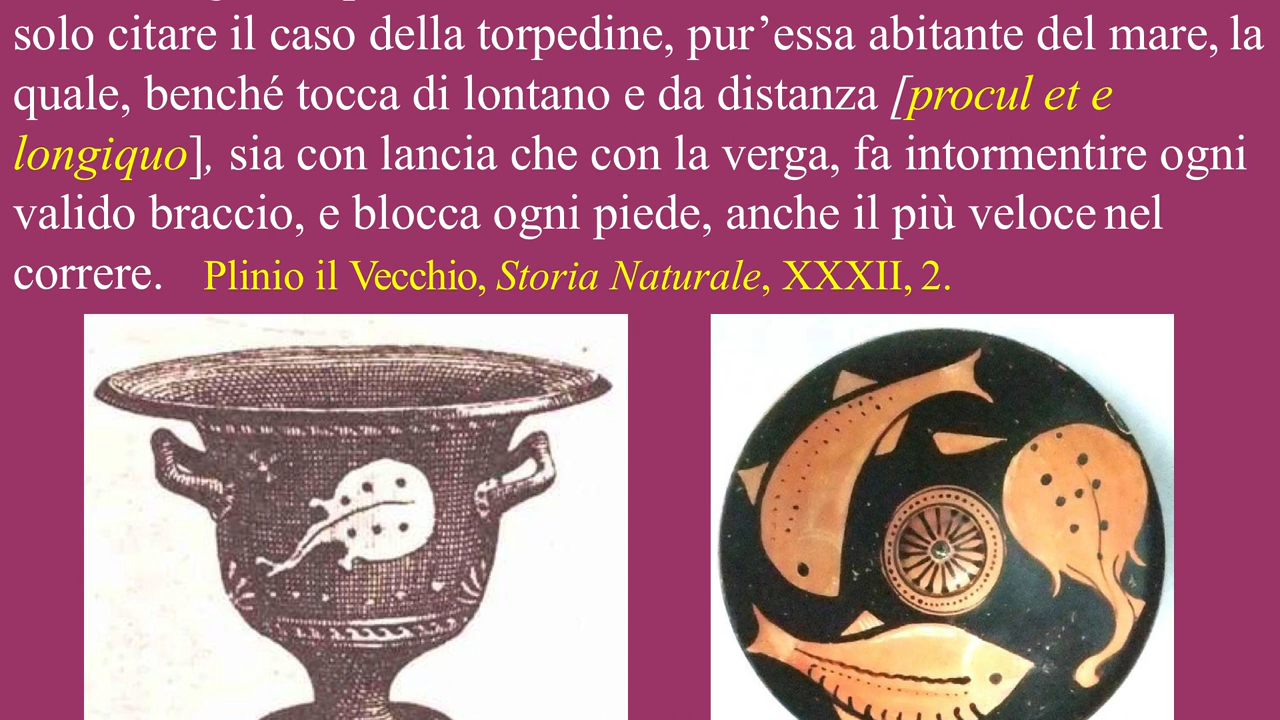 solo citare il caso della torpedine, pur’essa abitante del mare, la
quale, benché tocca di lontano e da distanza [procul et e
longiquo], sia con lancia che con la verga, fa intormentire ogni
valido braccio, e blocca ogni piede, anche il più veloce nel
correre. Plinio il Vecchio, Storia Naturale, XXXII, 2.